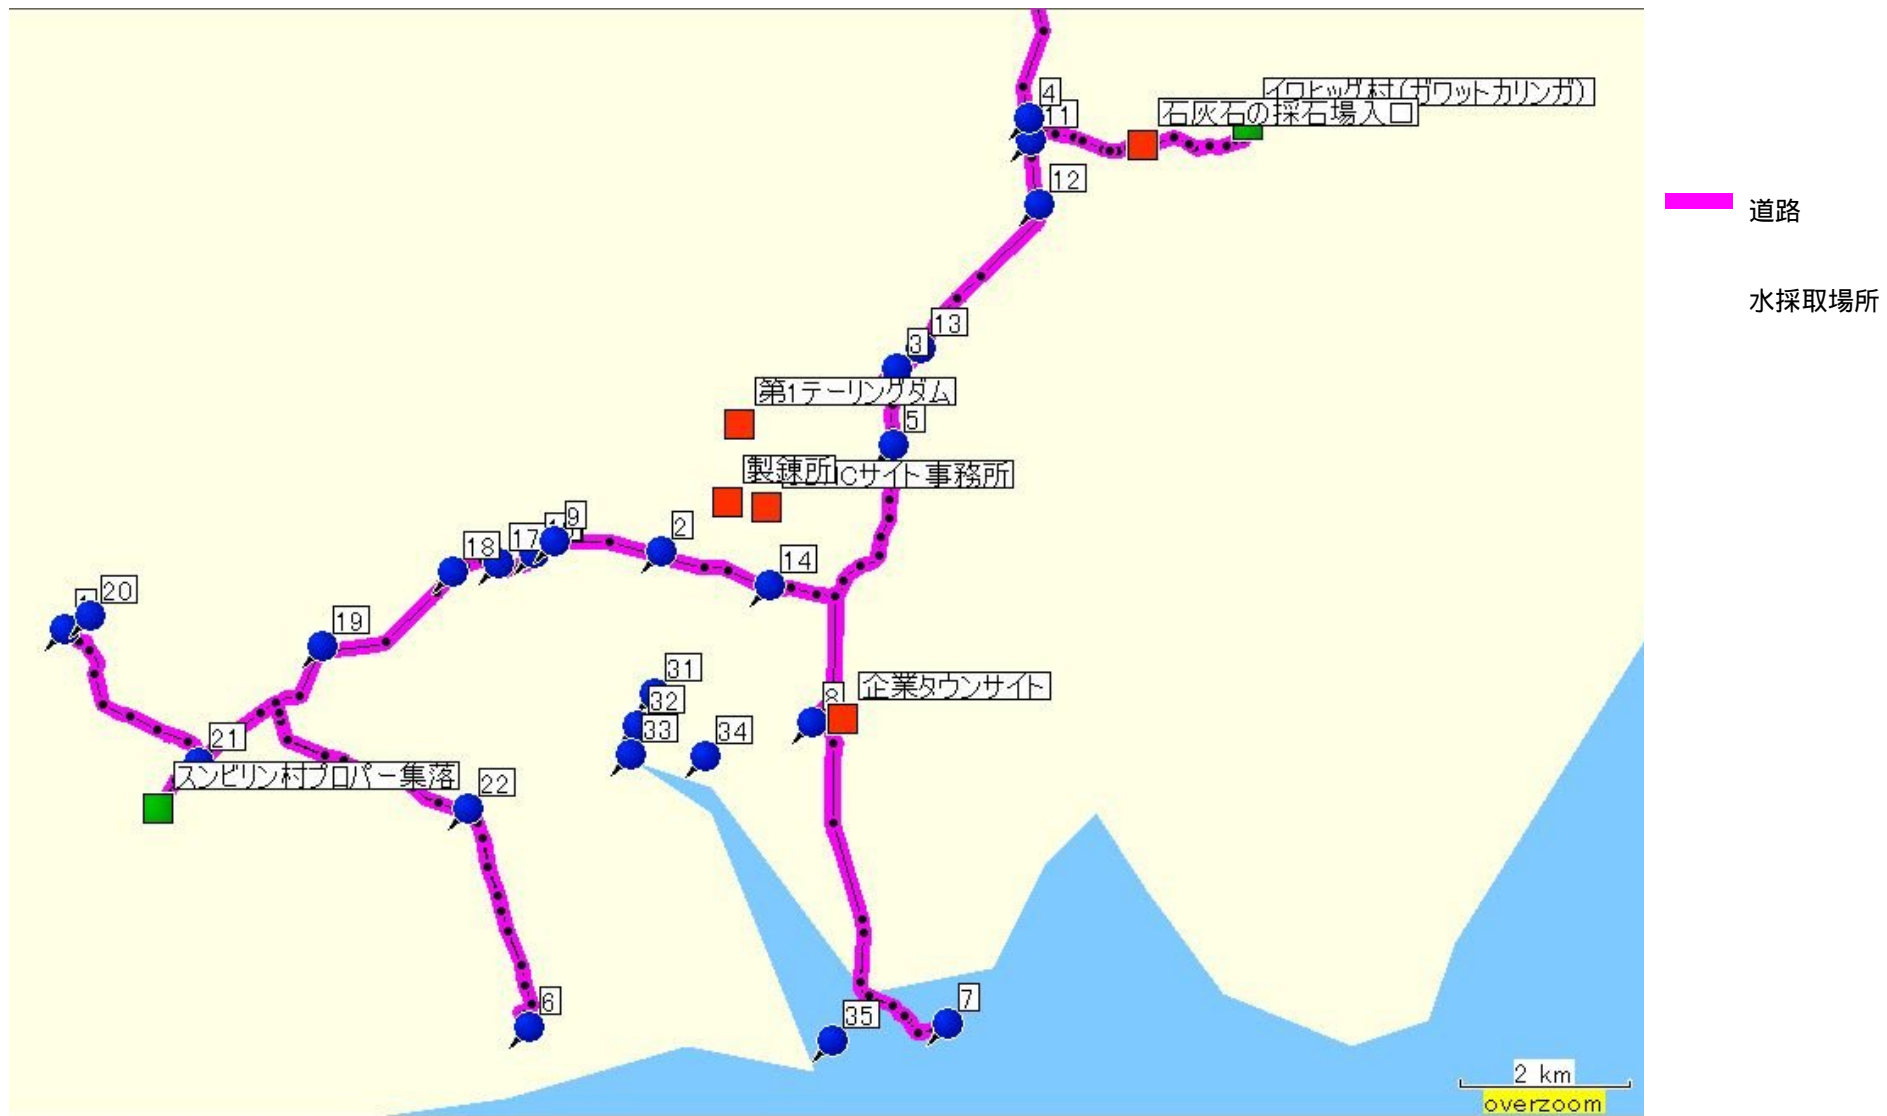 4
11
イロヒッグ村(ガワットカリンガ)
石灰石の採石場入口
12
道路
水採取場所
13
3
第1テーリングダム
5
製錬所
Cサイト事務所
9
2
17
18
14
20
19
31
32
33
34
8
企業タウンサイト
21
スンビリン村プロパー集落
22
6
7
35
2 km
overzoom